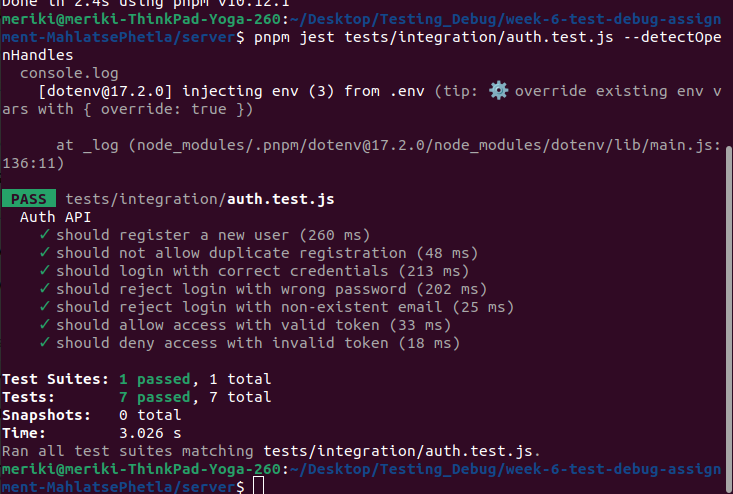 Done in 2.4s using pnpm v10.12.1
meriki@meriki-ThinkPad-Yoga-260:~/Desktop/Testing_Debug/week-6-test-debug-assig
nment-MahlatsePhetla/server$ pnpm jest tests/integration/auth.test.js --detectOpe
nHandles
console.log
[dotenv@17.2.0] injecting env (3) from .env (tip: ⚙️ override existing env v
ars with { override: true })
at _log (node_modules/.pnpm/dotenv@17.2.0/node_modules/dotenv/lib/main.js:
136:11)
PASS tests/integration/auth.test.js
Auth API
✓ should register a new user (260 ms)
✓ should not allow duplicate registration (48 ms)
✓ should login with correct credentials (213 ms)
✓ should reject login with wrong password (202 ms)
✓ should reject login with non-existent email (25 ms)
✓ should allow access with valid token (33 ms)
✓ should deny access with invalid token (18 ms)
Test Suites: 1 passed, 1 total
Tests: 7 passed, 7 total
Snapshots: 0 total
Time: 3.026 s
Ran all test suites matching tests/integration/auth.test.js.
meriki@meriki-ThinkPad-Yoga-260:~/Desktop/Testing_Debug/week-6-test-debug-assig
nment-MahlatsePhetla/server$